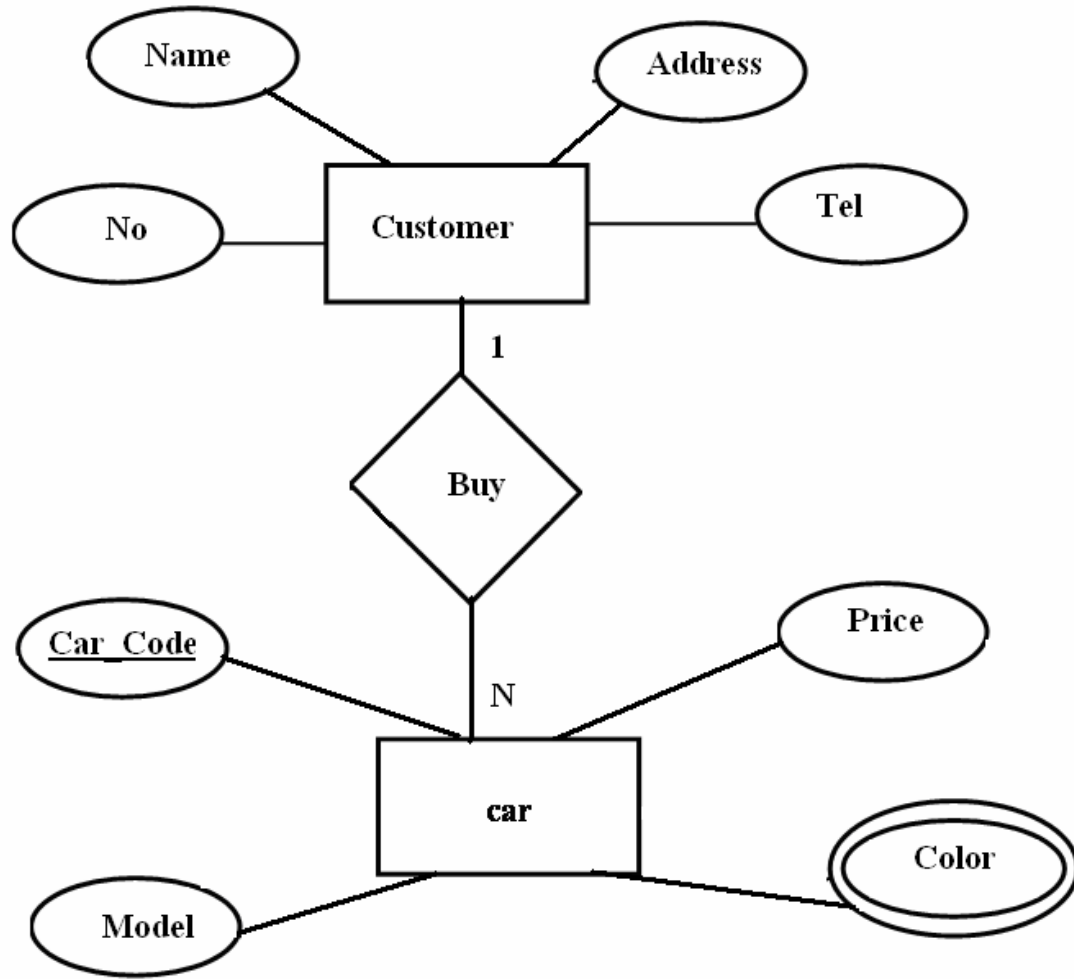 Name
Address
No
Customer
Tel
1
Buy
Car_Code
Price
N
car
Color
Model